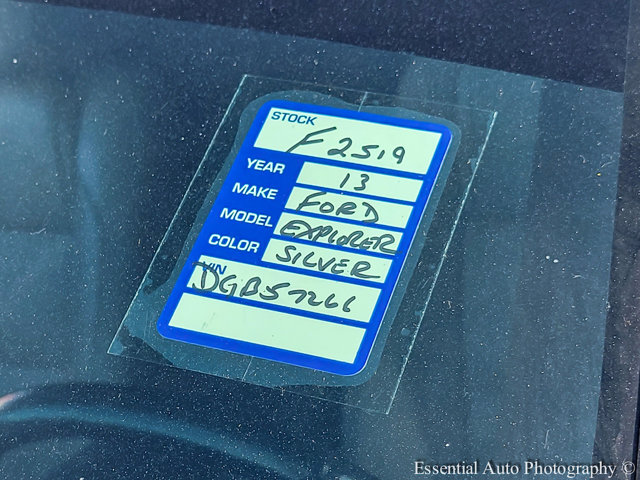 STOCK
F2519
YEAR 13
MAKE FORD
MODEL EXPLORER
COLOR SILVER
VIN
DGB57266
Essential Auto Photography ©